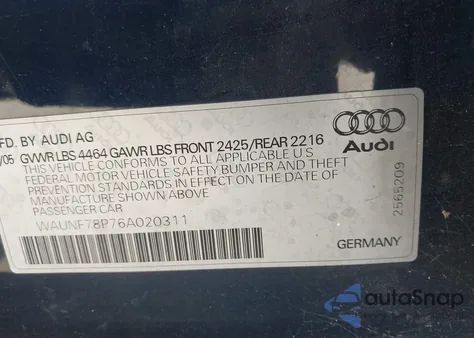 FD. BY AUDI AG
/06 GVWR LBS 4464 GAWR LBS FRONT 2425/REAR 2216
THIS VEHICLE CONFORMS TO ALL APPLICABLE U'S
FEDERAL MOTOR VEHICLE SAFETY BUMPER AND THEFT
PREVENTION STANDARDS IN EFFECT ON THE DATE OF
MANUFACTURE SHOWN ABOVE
PASSENGER CAR
WAUNF78P76A020311
Audi
2565209
GERMANY
autoSnap